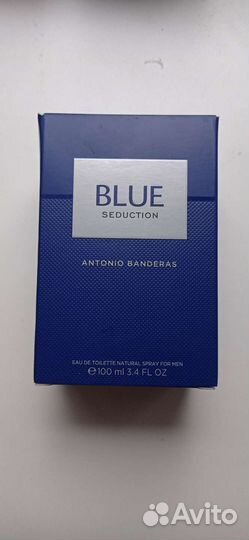 BLUE
SEDUCTION
ANTONIO BANDERAS
EAU DE TOILETTE NATURAL SPRAY FOR MEN
℮100 ml 3.4 FL OZ
Avito